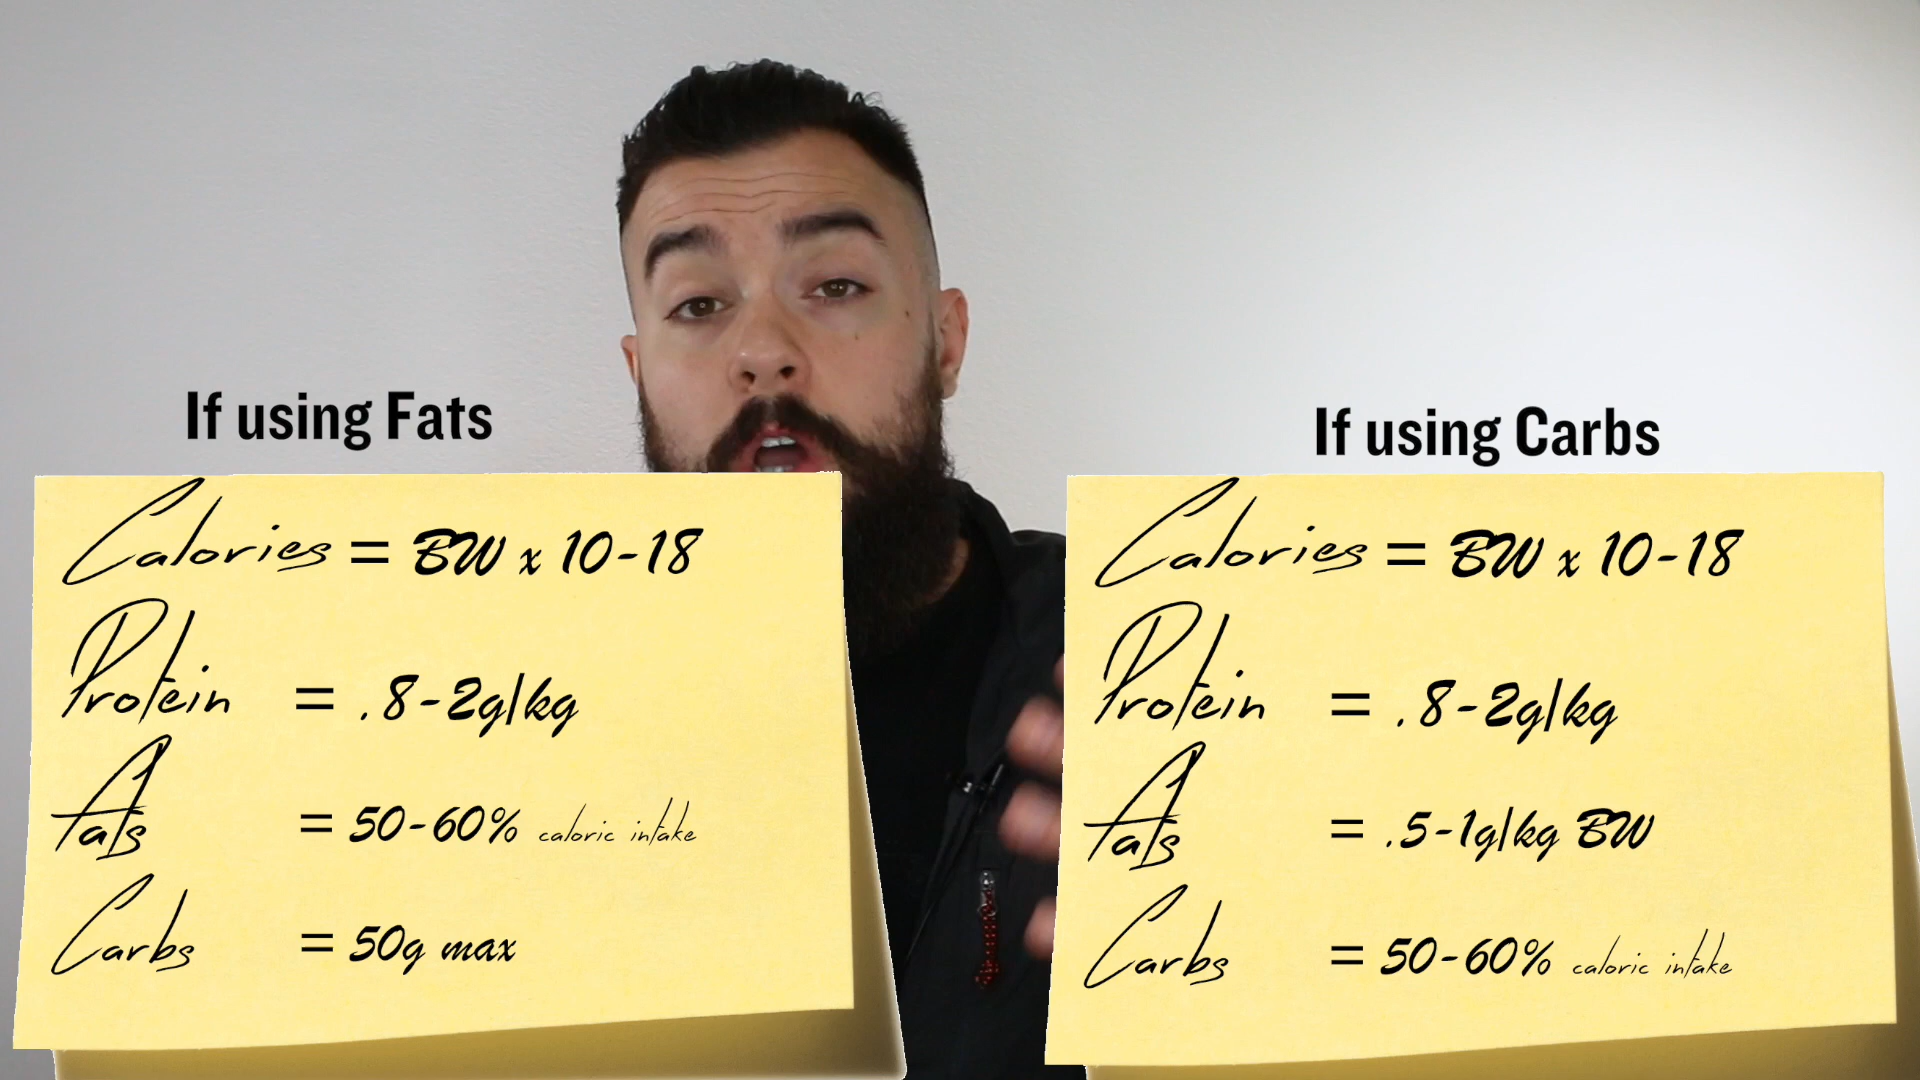 If using Fats
Calories = BW x 10-18
Protein = .8-2g/kg
Fats = 50-60% caloric intake
Carbs = 50g max
If using Carbs
Calories = BW x 10-18
Protein = .8-2g/kg
Fats = .5-1g/kg BW
Carbs = 50-60% caloric intake